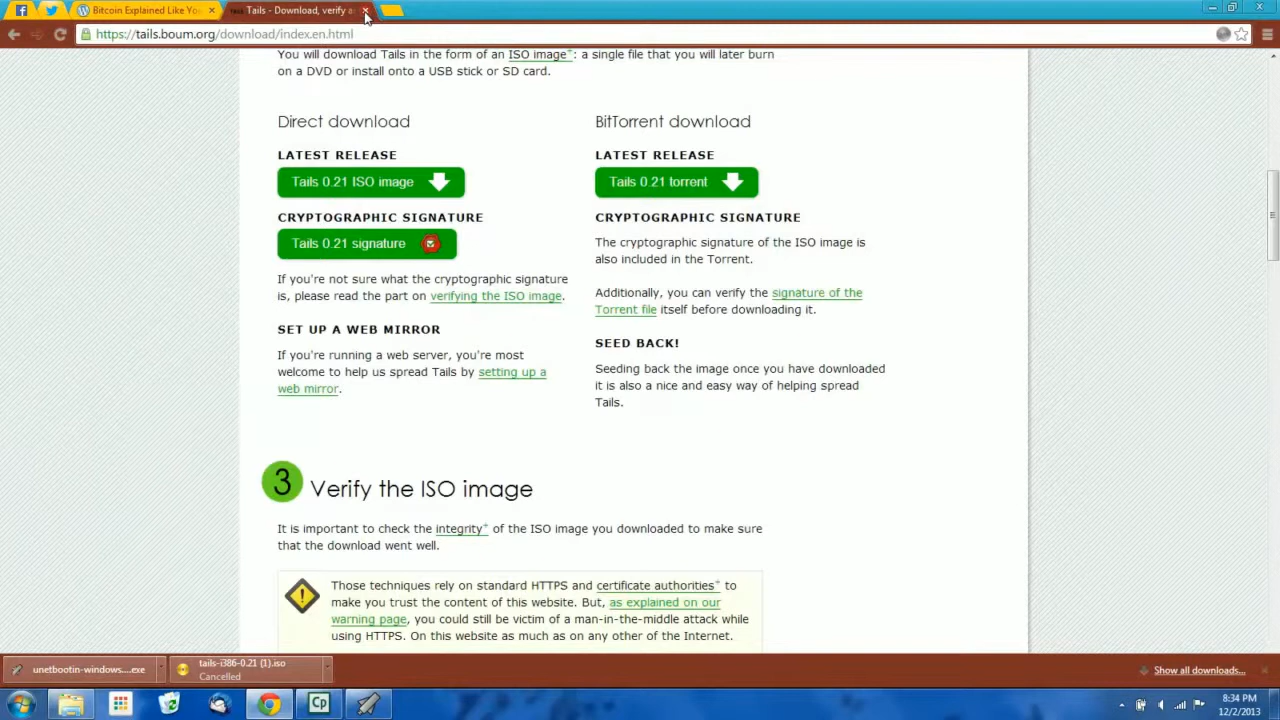 Bitcoin Explained Like Yo
Tails - Download, verify a
https://tails.boum.org/download/index.en.html
You will download Tails in the form of an ISO image+: a single file that you will later burn
on a DVD or install onto a USB stick or SD card.
Direct download
LATEST RELEASE
Tails 0.21 ISO image
CRYPTOGRAPHIC SIGNATURE
Tails 0.21 signature
If you're not sure what the cryptographic signature
is, please read the part on verifying the ISO image.
SET UP A WEB MIRROR
If you're running a web server, you're most
welcome to help us spread Tails by setting up a
web mirror.
BitTorrent download
LATEST RELEASE
Tails 0.21 torrent
CRYPTOGRAPHIC SIGNATURE
The cryptographic signature of the ISO image is
also included in the Torrent.
Additionally, you can verify the signature of the
Torrent file itself before downloading it.
SEED BACK!
Seeding back the image once you have downloaded
it is also a nice and easy way of helping spread
Tails.
3 Verify the ISO image
It is important to check the integrity+ of the ISO image you downloaded to make sure
that the download went well.
Those techniques rely on standard HTTPS and certificate authorities+ to
make you trust the content of this website. But, as explained on our
warning page, you could still be victim of a man-in-the-middle attack while
using HTTPS. On this website as much as on any other of the Internet.
unetbootin-windows....exe
tails-i386-0.21 (1).iso
Cancelled
Show all downloads...
Cp
8:34 PM
12/2/2013